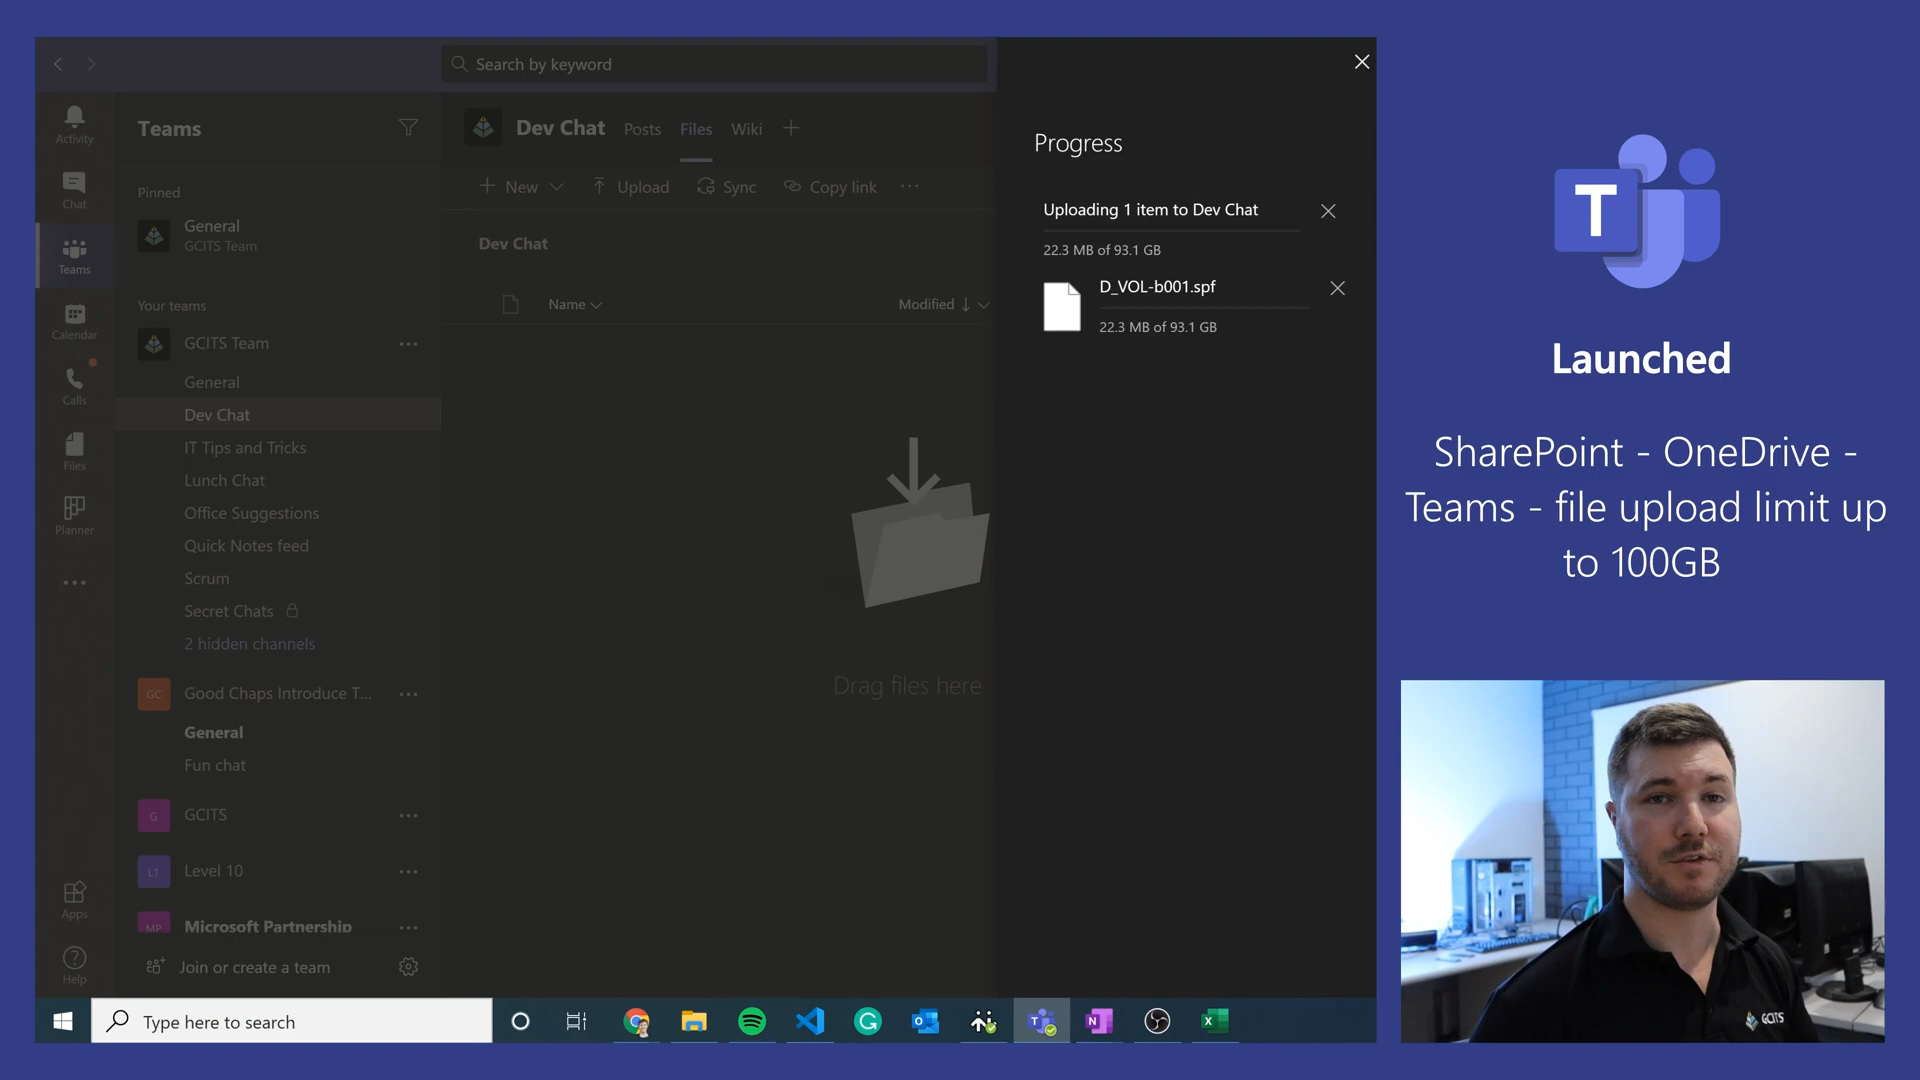 Search by keyword
Activity
Chat
Teams
Calendar
Calls
Files
Planner
Apps
Help
Teams
Pinned
General
GCITS Team
Your teams
GCITS Team
General
Dev Chat
IT Tips and Tricks
Lunch Chat
Office Suggestions
Quick Notes feed
Scrum
Secret Chats
2 hidden channels
GC Good Chaps Introduce T...
General
Fun chat
G GCITS
L1 Level 10
MP Microsoft Partnership
Join or create a team
Dev Chat Posts Files Wiki
New Upload Sync Copy link
Dev Chat
Name Modified
Drag files here
Progress
Uploading 1 item to Dev Chat
22.3 MB of 93.1 GB
D_VOL-b001.spf
22.3 MB of 93.1 GB
Type here to search
T
Launched
SharePoint - OneDrive -
Teams - file upload limit up
to 100GB
GCITS